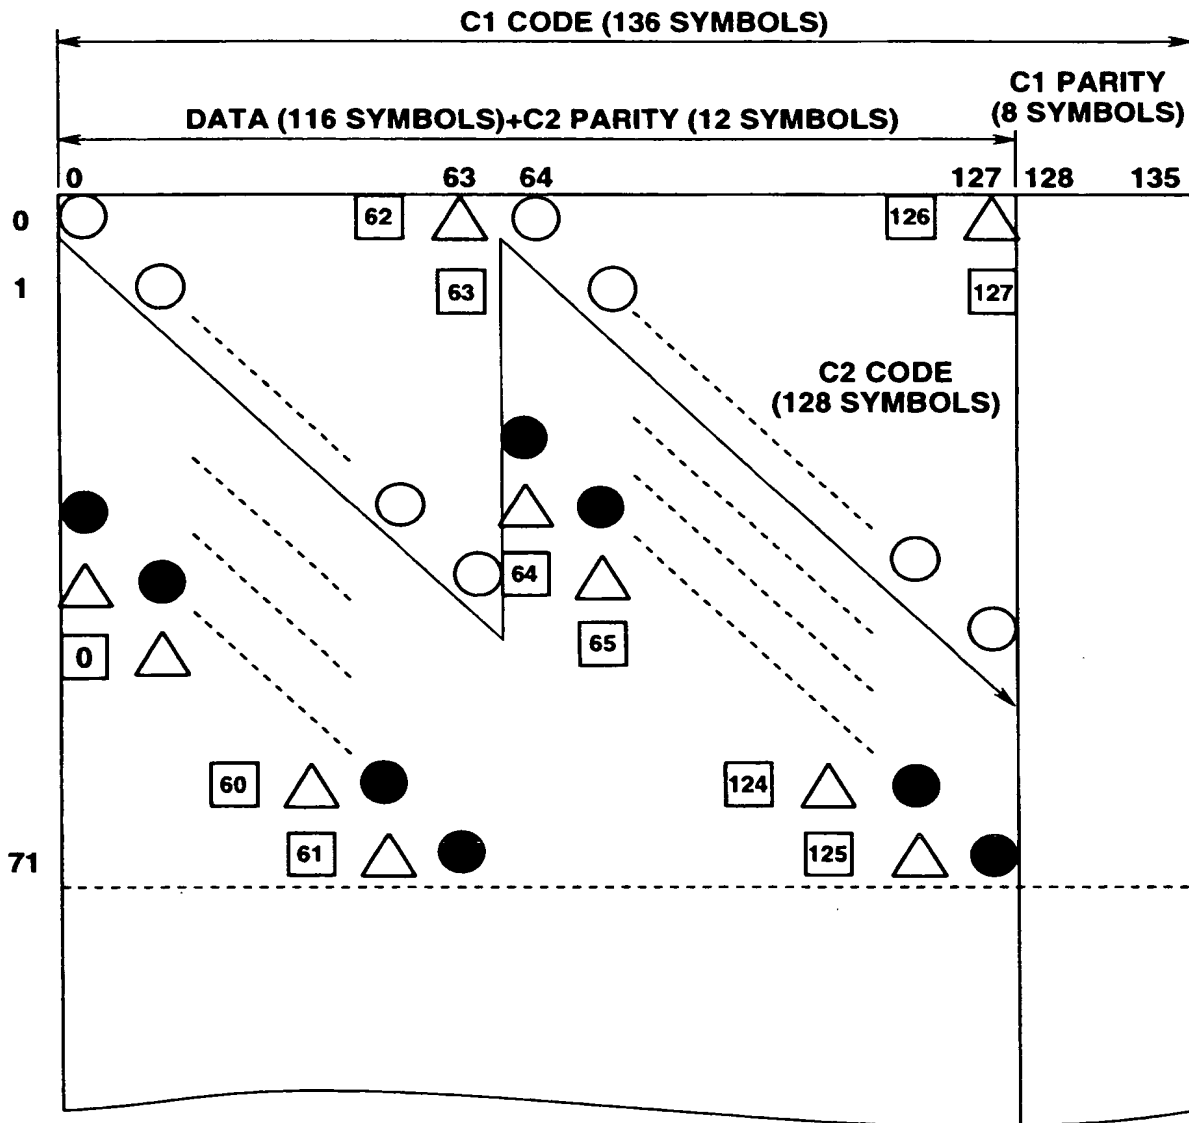 C1 CODE (136 SYMBOLS)
C1 PARITY
(8 SYMBOLS)
DATA (116 SYMBOLS)+C2 PARITY (12 SYMBOLS)
0 63 64 127 128 135
0 62 126
1 63 127
C2 CODE
(128 SYMBOLS)
64
0 65
60 124
71 61 125